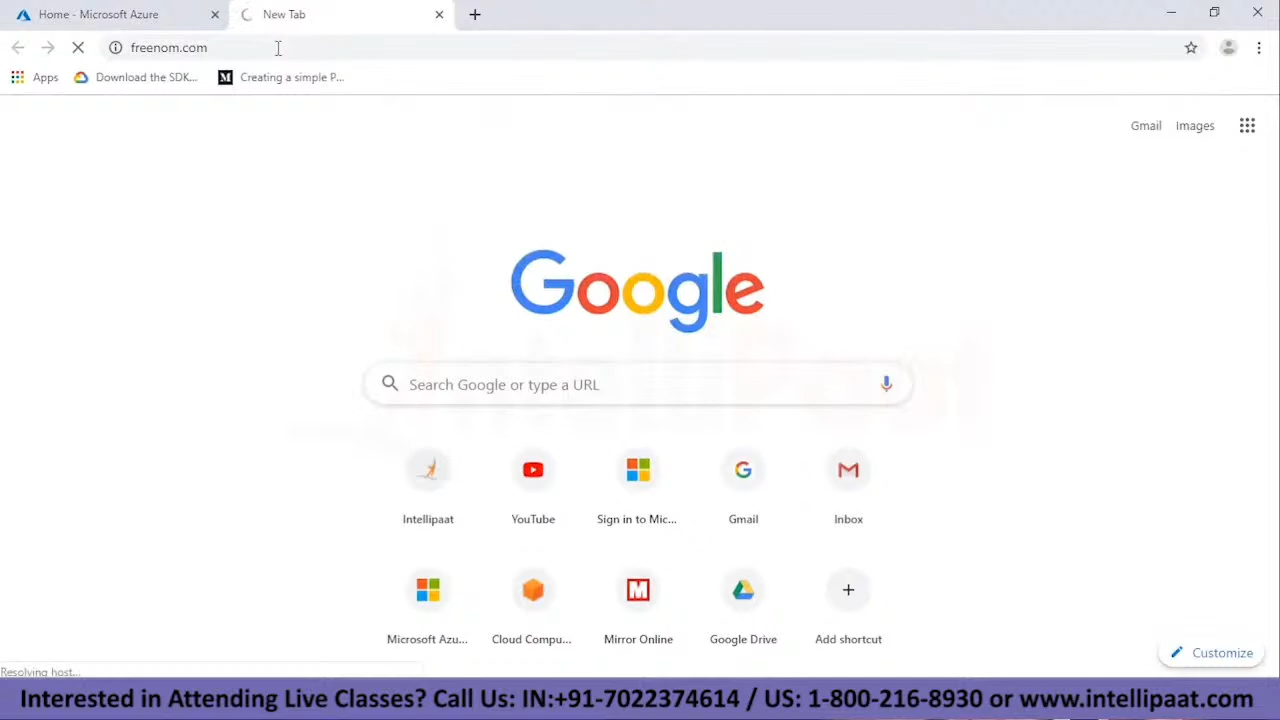 Home - Microsoft Azure
New Tab
freenom.com
Apps
Download the SDK...
Creating a simple P...
Gmail
Images
Google
Search Google or type a URL
Intellipaat
YouTube
Sign in to Mic...
Gmail
Inbox
Microsoft Azu...
Cloud Compu...
Mirror Online
Google Drive
Add shortcut
Customize
Resolving host...
Interested in Attending Live Classes? Call Us: IN:+91-7022374614 / US: 1-800-216-8930 or www.intellipaat.com